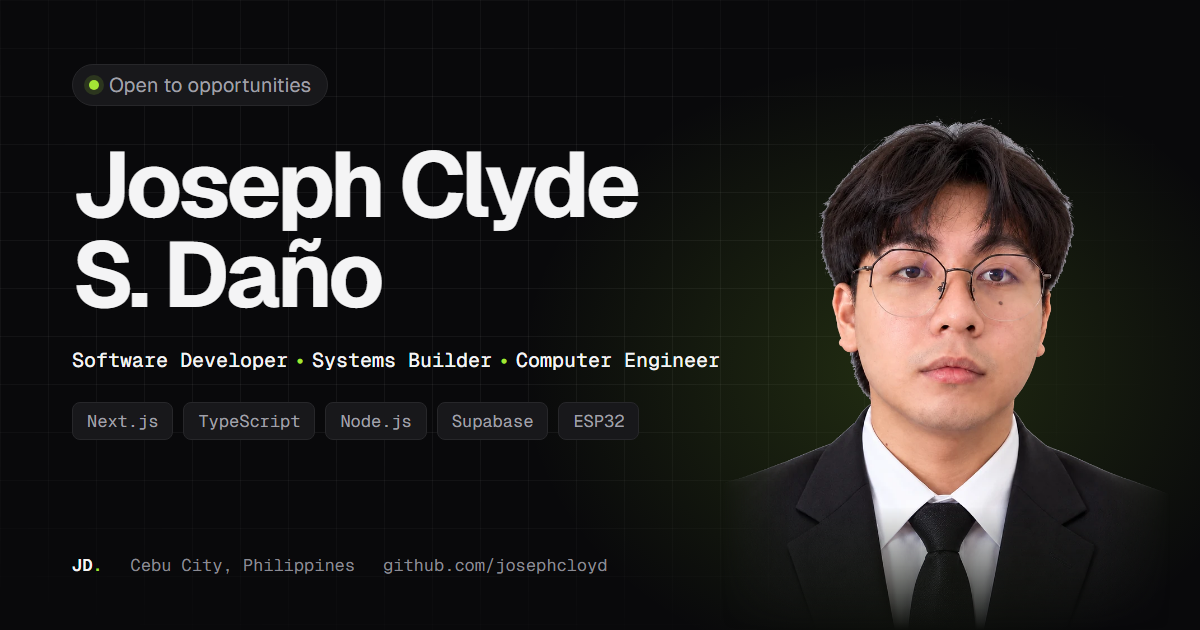 Open to opportunities
Joseph Clyde
S. Daño
Software Developer • Systems Builder • Computer Engineer
Next.js TypeScript Node.js Supabase ESP32
JD. Cebu City, Philippines github.com/josephcloyd